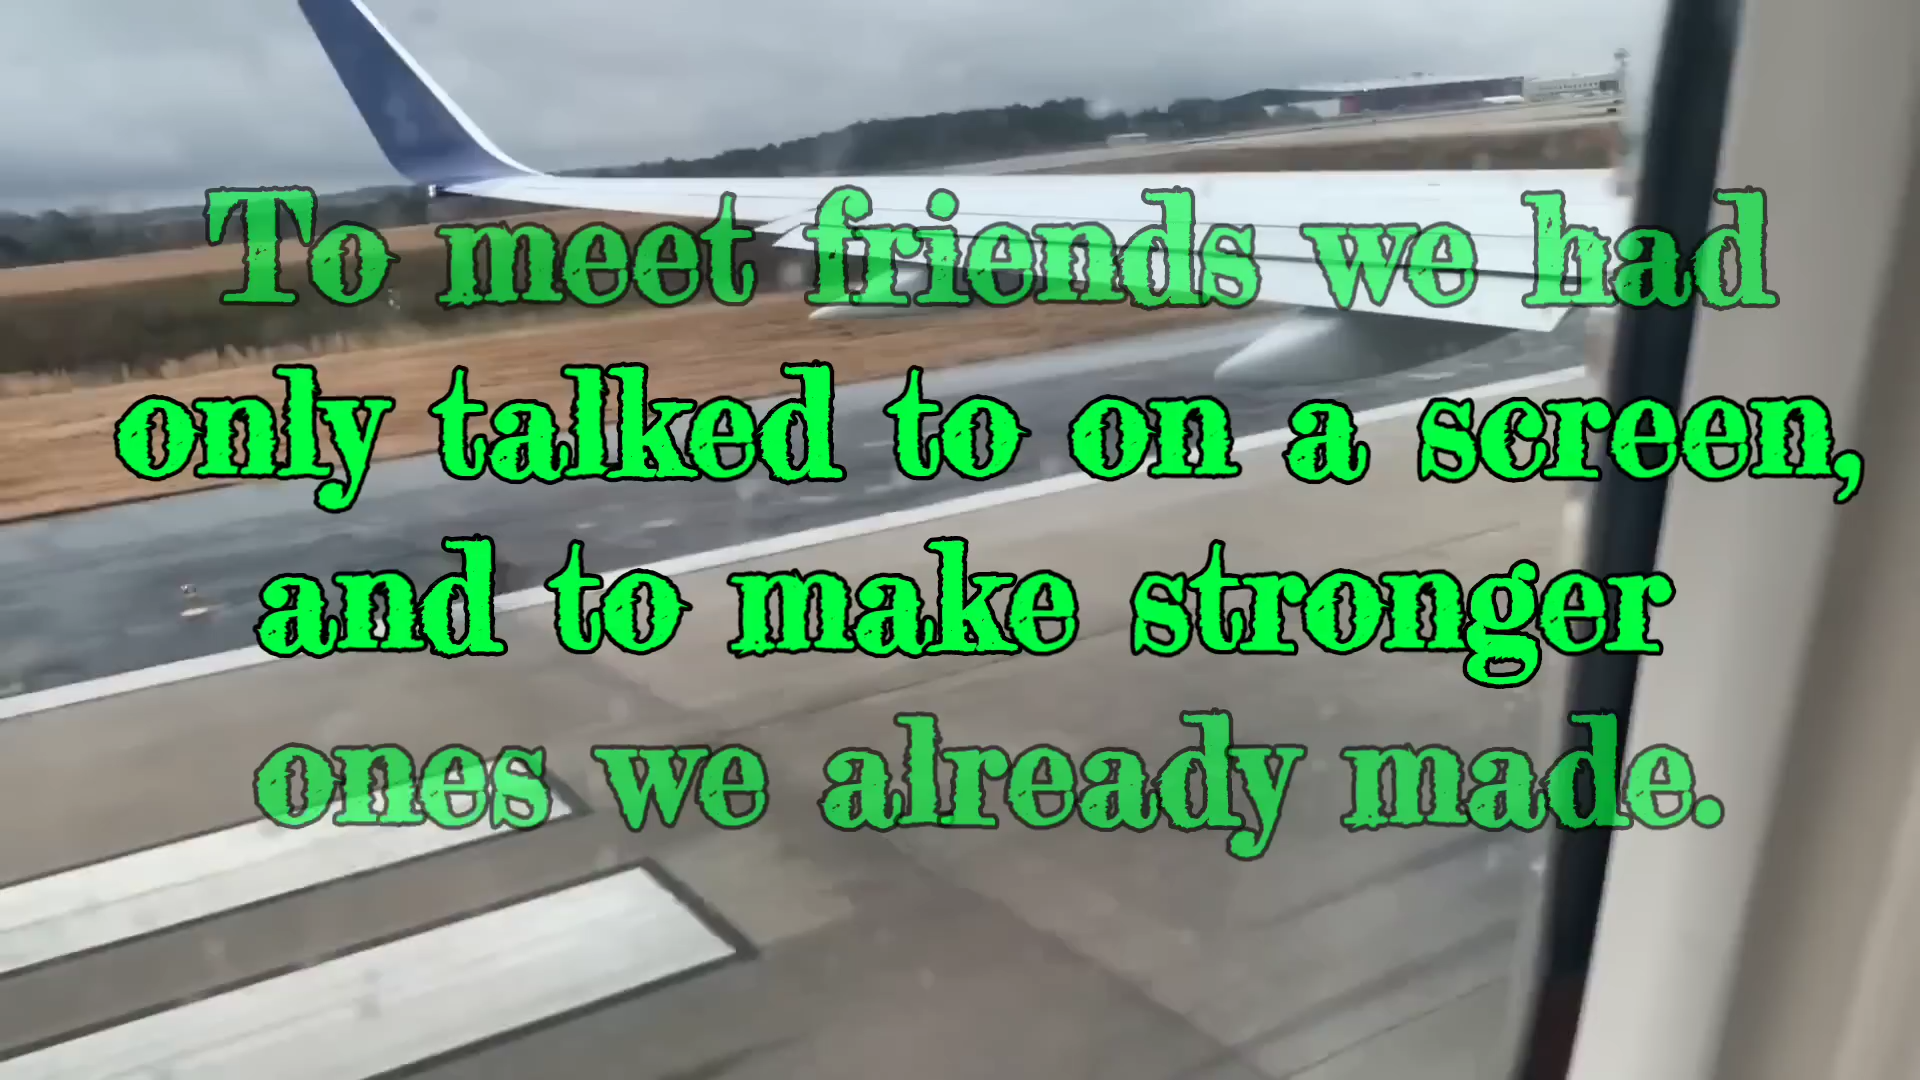 To meet friends we had
only talked to on a screen,
and to make stronger
ones we already made.